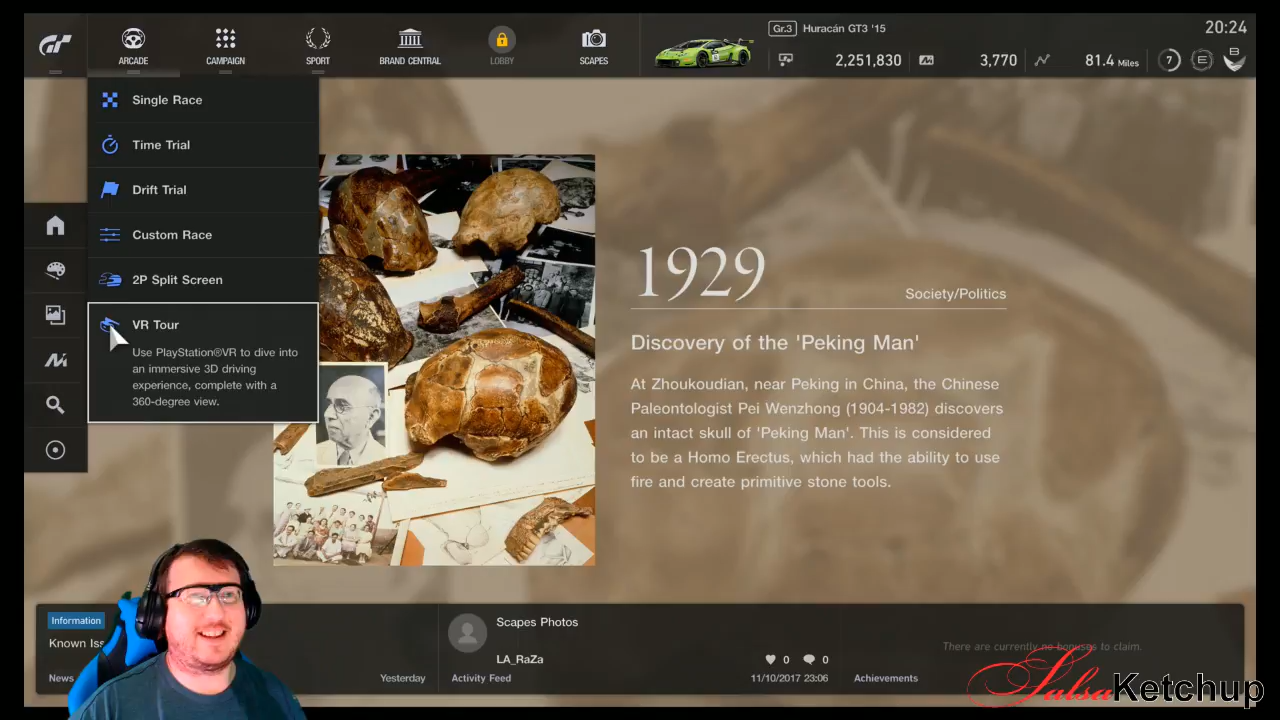 ARCADE
CAMPAIGN
SPORT
BRAND CENTRAL
LOBBY
SCAPES
Gr.3 Huracán GT3 '15
2,251,830
3,770
81.4 Miles
7
E
B
20:24
Single Race
Time Trial
Drift Trial
Custom Race
2P Split Screen
VR Tour
Use PlayStation®VR to dive into
an immersive 3D driving
experience, complete with a
360-degree view.
1929
Society/Politics
Discovery of the 'Peking Man'
At Zhoukoudian, near Peking in China, the Chinese
Paleontologist Pei Wenzhong (1904-1982) discovers
an intact skull of 'Peking Man'. This is considered
to be a Homo Erectus, which had the ability to use
fire and create primitive stone tools.
Information
Known Iss
News
Yesterday
Scapes Photos
LA_RaZa
0 0
Activity Feed
11/10/2017 23:06
There are currently no bonuses to claim.
Achievements
Salsa Ketchup